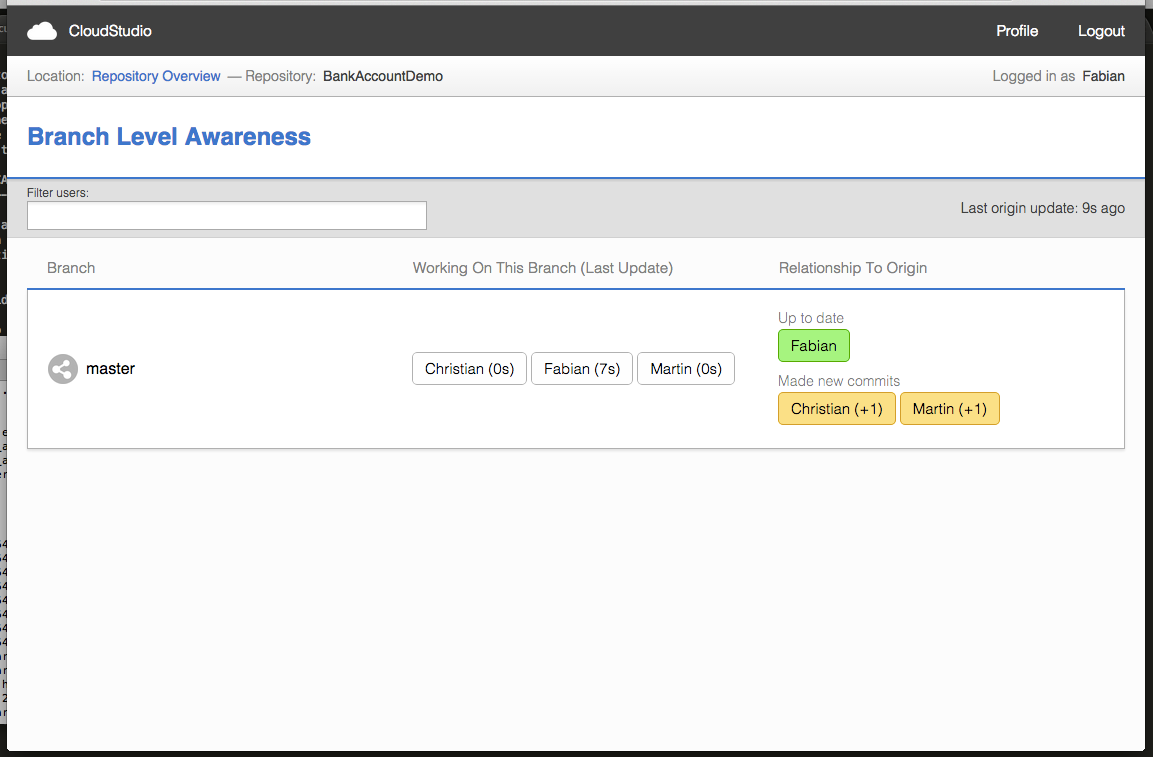 CloudStudio Profile Logout
Location: Repository Overview — Repository: BankAccountDemo Logged in as Fabian
Branch Level Awareness
Filter users:
Last origin update: 9s ago
Branch Working On This Branch (Last Update) Relationship To Origin
Up to date
Fabian
master Christian (0s) Fabian (7s) Martin (0s)
Made new commits
Christian (+1) Martin (+1)